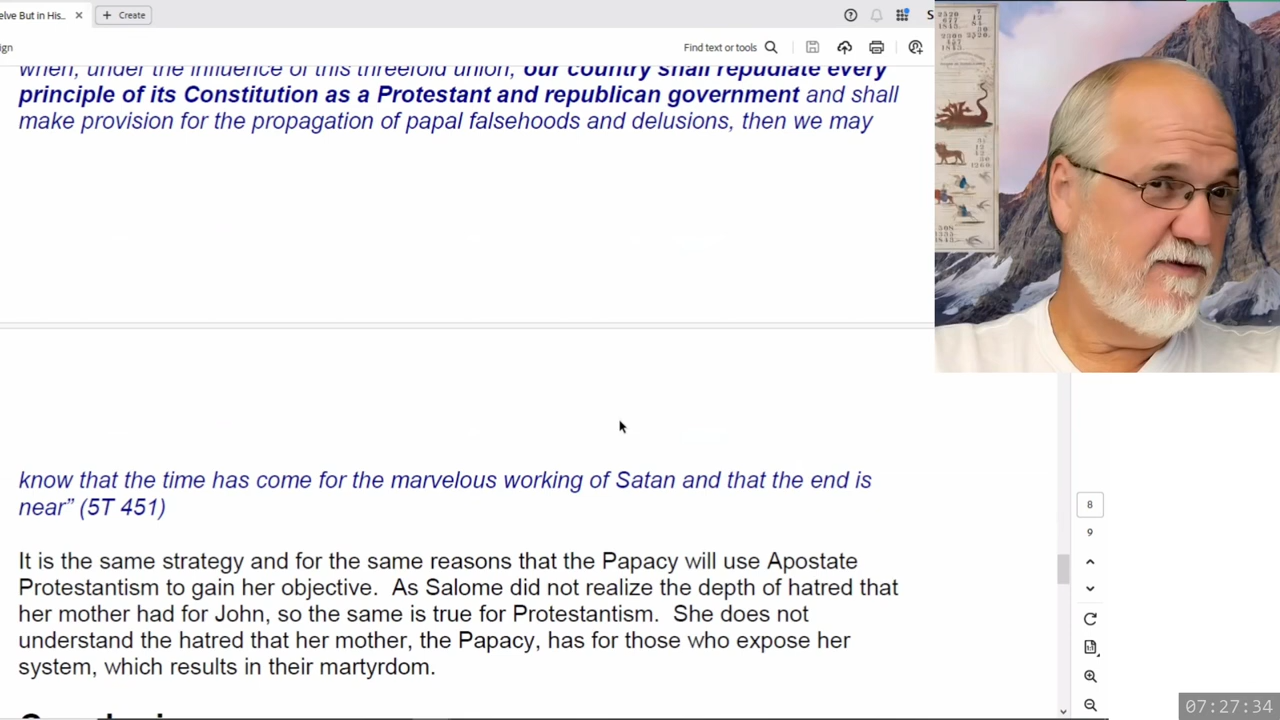 elve But in His..
Create
S
ign
Find text or tools
when, under the influence of this threefold union, our country shall repudiate every
principle of its Constitution as a Protestant and republican government and shall
make provision for the propagation of papal falsehoods and delusions, then we may
know that the time has come for the marvelous working of Satan and that the end is
near” (5T 451)
It is the same strategy and for the same reasons that the Papacy will use Apostate
Protestantism to gain her objective. As Salome did not realize the depth of hatred that
her mother had for John, so the same is true for Protestantism. She does not
understand the hatred that her mother, the Papacy, has for those who expose her
system, which results in their martyrdom.
8
9
2520
677
1843
2300
457
1843
07:27:34